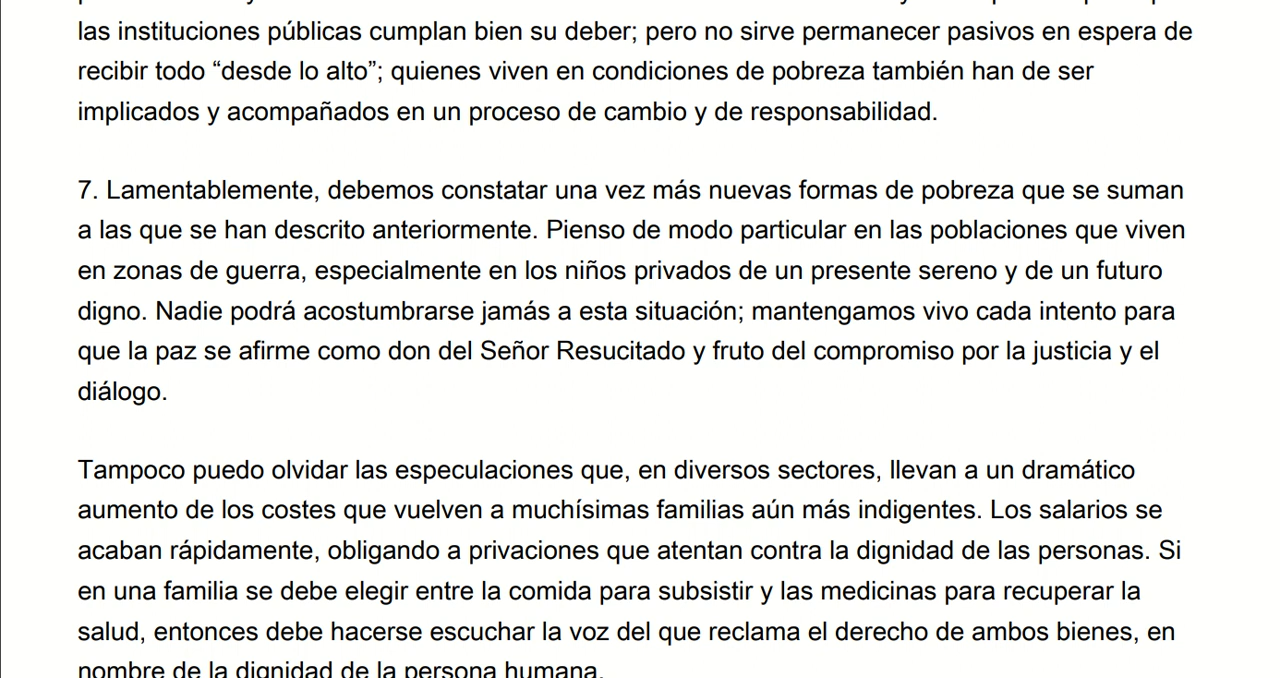 las instituciones públicas cumplan bien su deber; pero no sirve permanecer pasivos en espera de
recibir todo “desde lo alto”; quienes viven en condiciones de pobreza también han de ser
implicados y acompañados en un proceso de cambio y de responsabilidad.
7. Lamentablemente, debemos constatar una vez más nuevas formas de pobreza que se suman
a las que se han descrito anteriormente. Pienso de modo particular en las poblaciones que viven
en zonas de guerra, especialmente en los niños privados de un presente sereno y de un futuro
digno. Nadie podrá acostumbrarse jamás a esta situación; mantengamos vivo cada intento para
que la paz se afirme como don del Señor Resucitado y fruto del compromiso por la justicia y el
diálogo.
Tampoco puedo olvidar las especulaciones que, en diversos sectores, llevan a un dramático
aumento de los costes que vuelven a muchísimas familias aún más indigentes. Los salarios se
acaban rápidamente, obligando a privaciones que atentan contra la dignidad de las personas. Si
en una familia se debe elegir entre la comida para subsistir y las medicinas para recuperar la
salud, entonces debe hacerse escuchar la voz del que reclama el derecho de ambos bienes, en
nombre de la dignidad de la persona humana.